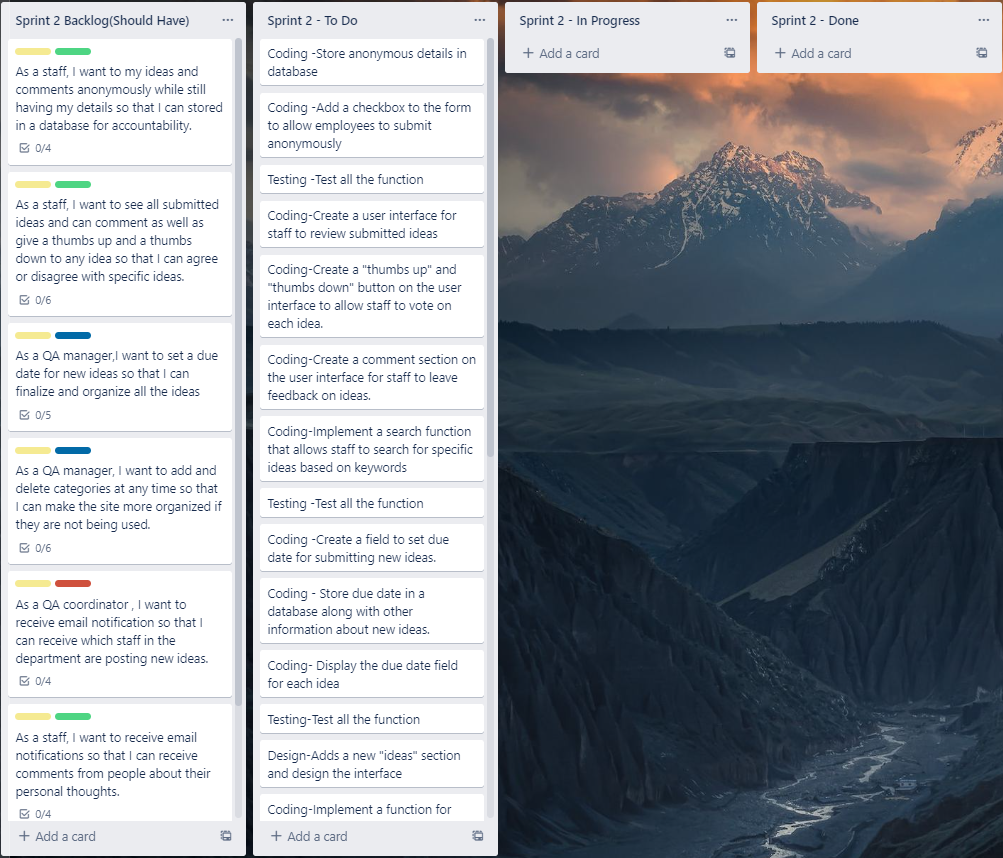 Sprint 2 Backlog(Should Have)
As a staff, I want to my ideas and
comments anonymously while still
having my details so that I can stored
in a database for accountability.
0/4
As a staff, I want to see all submitted
ideas and can comment as well as
give a thumbs up and a thumbs
down to any idea so that I can agree
or disagree with specific ideas.
0/6
As a QA manager,I want to set a due
date for new ideas so that I can
finalize and organize all the ideas
0/5
As a QA manager, I want to add and
delete categories at any time so that
I can make the site more organized if
they are not being used.
0/6
As a QA coordinator , I want to
receive email notification so that I
can receive which staff in the
department are posting new ideas.
0/4
As a staff, I want to receive email
notifications so that I can receive
comments from people about their
personal thoughts.
0/4
+ Add a card
Sprint 2 - To Do
Coding -Store anonymous details in
database
Coding -Add a checkbox to the form
to allow employees to submit
anonymously
Testing -Test all the function
Coding-Create a user interface for
staff to review submitted ideas
Coding-Create a "thumbs up" and
"thumbs down" button on the user
interface to allow staff to vote on
each idea.
Coding-Create a comment section on
the user interface for staff to leave
feedback on ideas.
Coding-Implement a search function
that allows staff to search for specific
ideas based on keywords
Testing -Test all the function
Coding -Create a field to set due
date for submitting new ideas.
Coding - Store due date in a
database along with other
information about new ideas.
Coding- Display the due date field
for each idea
Testing-Test all the function
Design-Adds a new "ideas" section
and design the interface
Coding-Implement a function for
+ Add a card
Sprint 2 - In Progress
+ Add a card
Sprint 2 - Done
+ Add a card